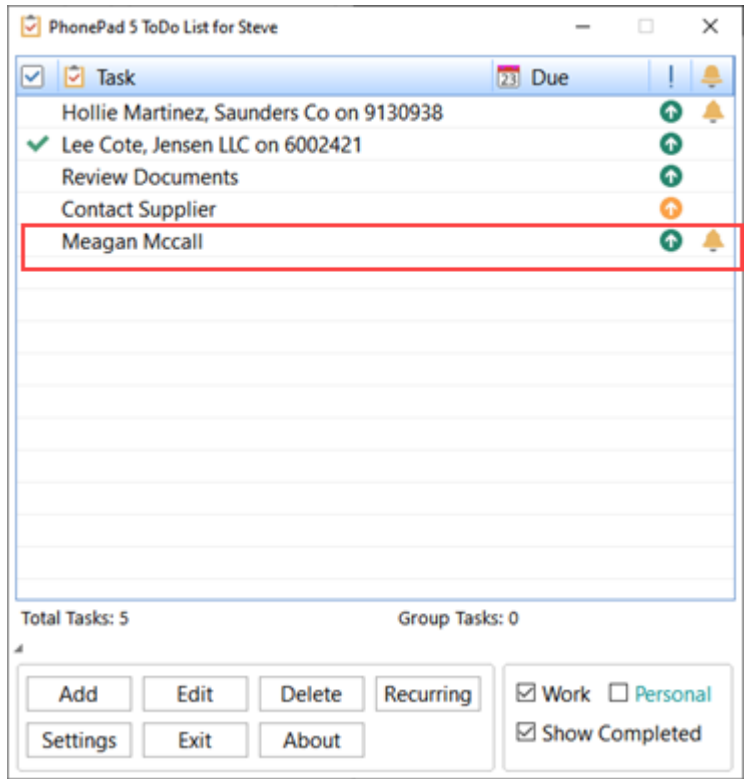 PhonePad 5 ToDo List for Steve
Task 23 Due !
Hollie Martinez, Saunders Co on 9130938
Lee Cote, Jensen LLC on 6002421
Review Documents
Contact Supplier
Meagan Mccall
Total Tasks: 5 Group Tasks: 0
Add Edit Delete Recurring Work Personal
Settings Exit About Show Completed